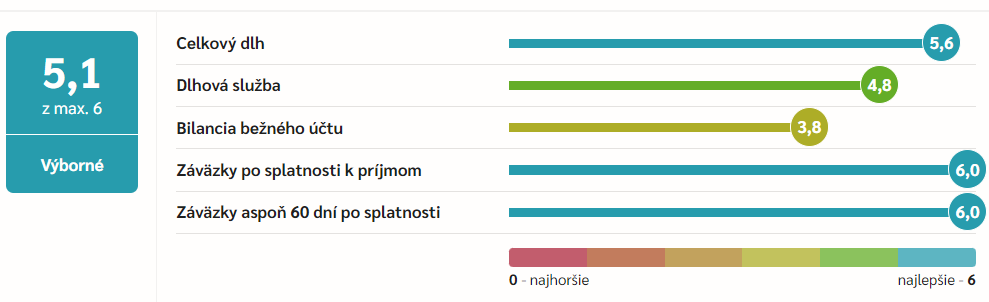 5,1
z max. 6
Výborné
Celkový dlh 5,6
Dlhová služba 4,8
Bilancia bežného účtu 3,8
Záväzky po splatnosti k príjmom 6,0
Záväzky aspoň 60 dní po splatnosti 6,0
0 - najhoršie najlepšie - 6